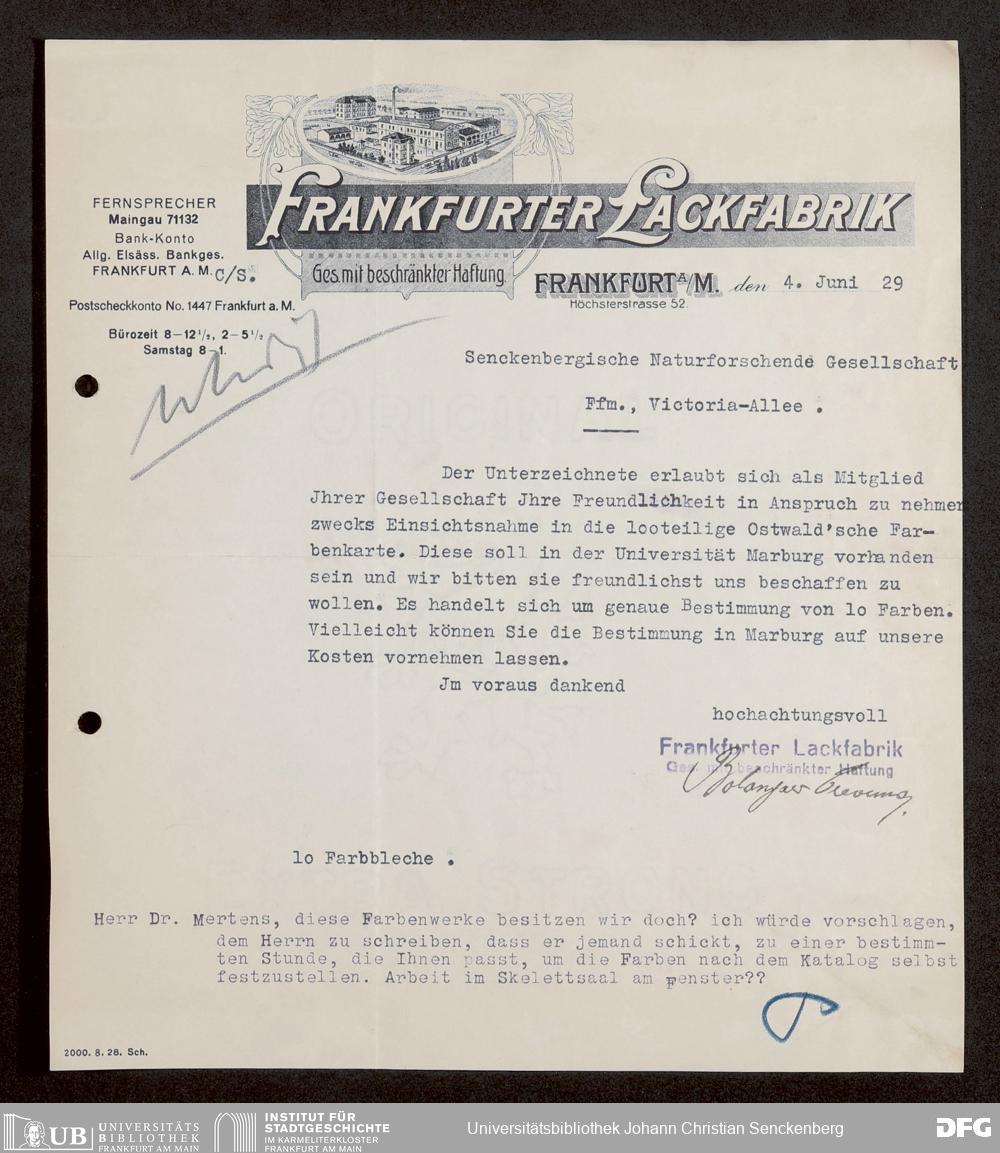 FRANKFURTER LACKFABRIK
Ges. mit beschränkter Haftung
FERNSPRECHER
Maingau 71132
Bank-Konto
Allg. Elsäss. Bankges.
FRANKFURT A. M. C/S.
Postscheckkonto No. 1447 Frankfurt a. M.
Bürozeit 8–12½, 2–5½
Samstag 8–1.
FRANKFURT A/M. den 4. Juni 29
Höchsterstrasse 52.
Senckenbergische Naturforschende Gesellschaft
Ffm., Victoria-Allee .
Der Unterzeichnete erlaubt sich als Mitglied
Jhrer Gesellschaft Jhre Freundlichkeit in Anspruch zu nehmen
zwecks Einsichtsnahme in die looteilige Ostwald'sche Far-
benkarte. Diese soll in der Universität Marburg vorhanden
sein und wir bitten sie freundlichst uns beschaffen zu
wollen. Es handelt sich um genaue Bestimmung von lo Farben.
Vielleicht können Sie die Bestimmung in Marburg auf unsere
Kosten vornehmen lassen.
Jm voraus dankend
hochachtungsvoll
Frankfurter Lackfabrik
Ges. mit beschränkter Haftung
lo Farbbleche .
Herr Dr. Mertens, diese Farbenwerke besitzen wir doch? ich würde vorschlagen,
dem Herrn zu schreiben, dass er jemand schickt, zu einer bestimm-
ten Stunde, die Ihnen passt, um die Farben nach dem Katalog selbst
festzustellen. Arbeit im Skelettsaal am Fenster??
2000. 8. 28. Sch.
UB UNIVERSITÄTS
BIBLIOTHEK
FRANKFURT AM MAIN
INSTITUT FÜR
STADTGESCHICHTE
IM KARMELITERKLOSTER
FRANKFURT AM MAIN
Universitätsbibliothek Johann Christian Senckenberg
DFG